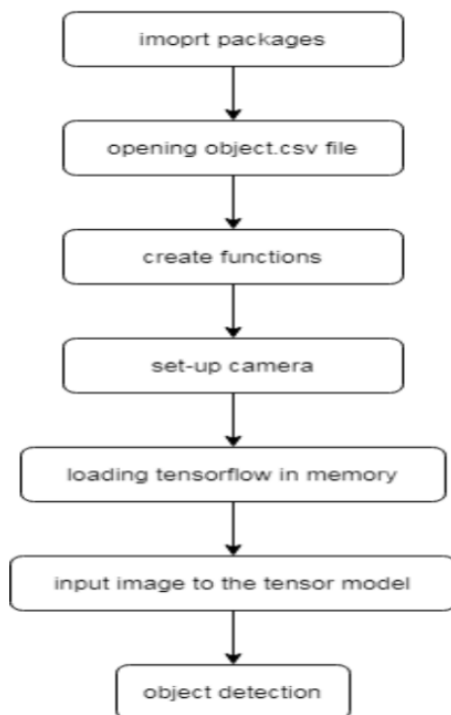 imoprt packages
opening object.csv file
create functions
set-up camera
loading tensorflow in memory
input image to the tensor model
object detection